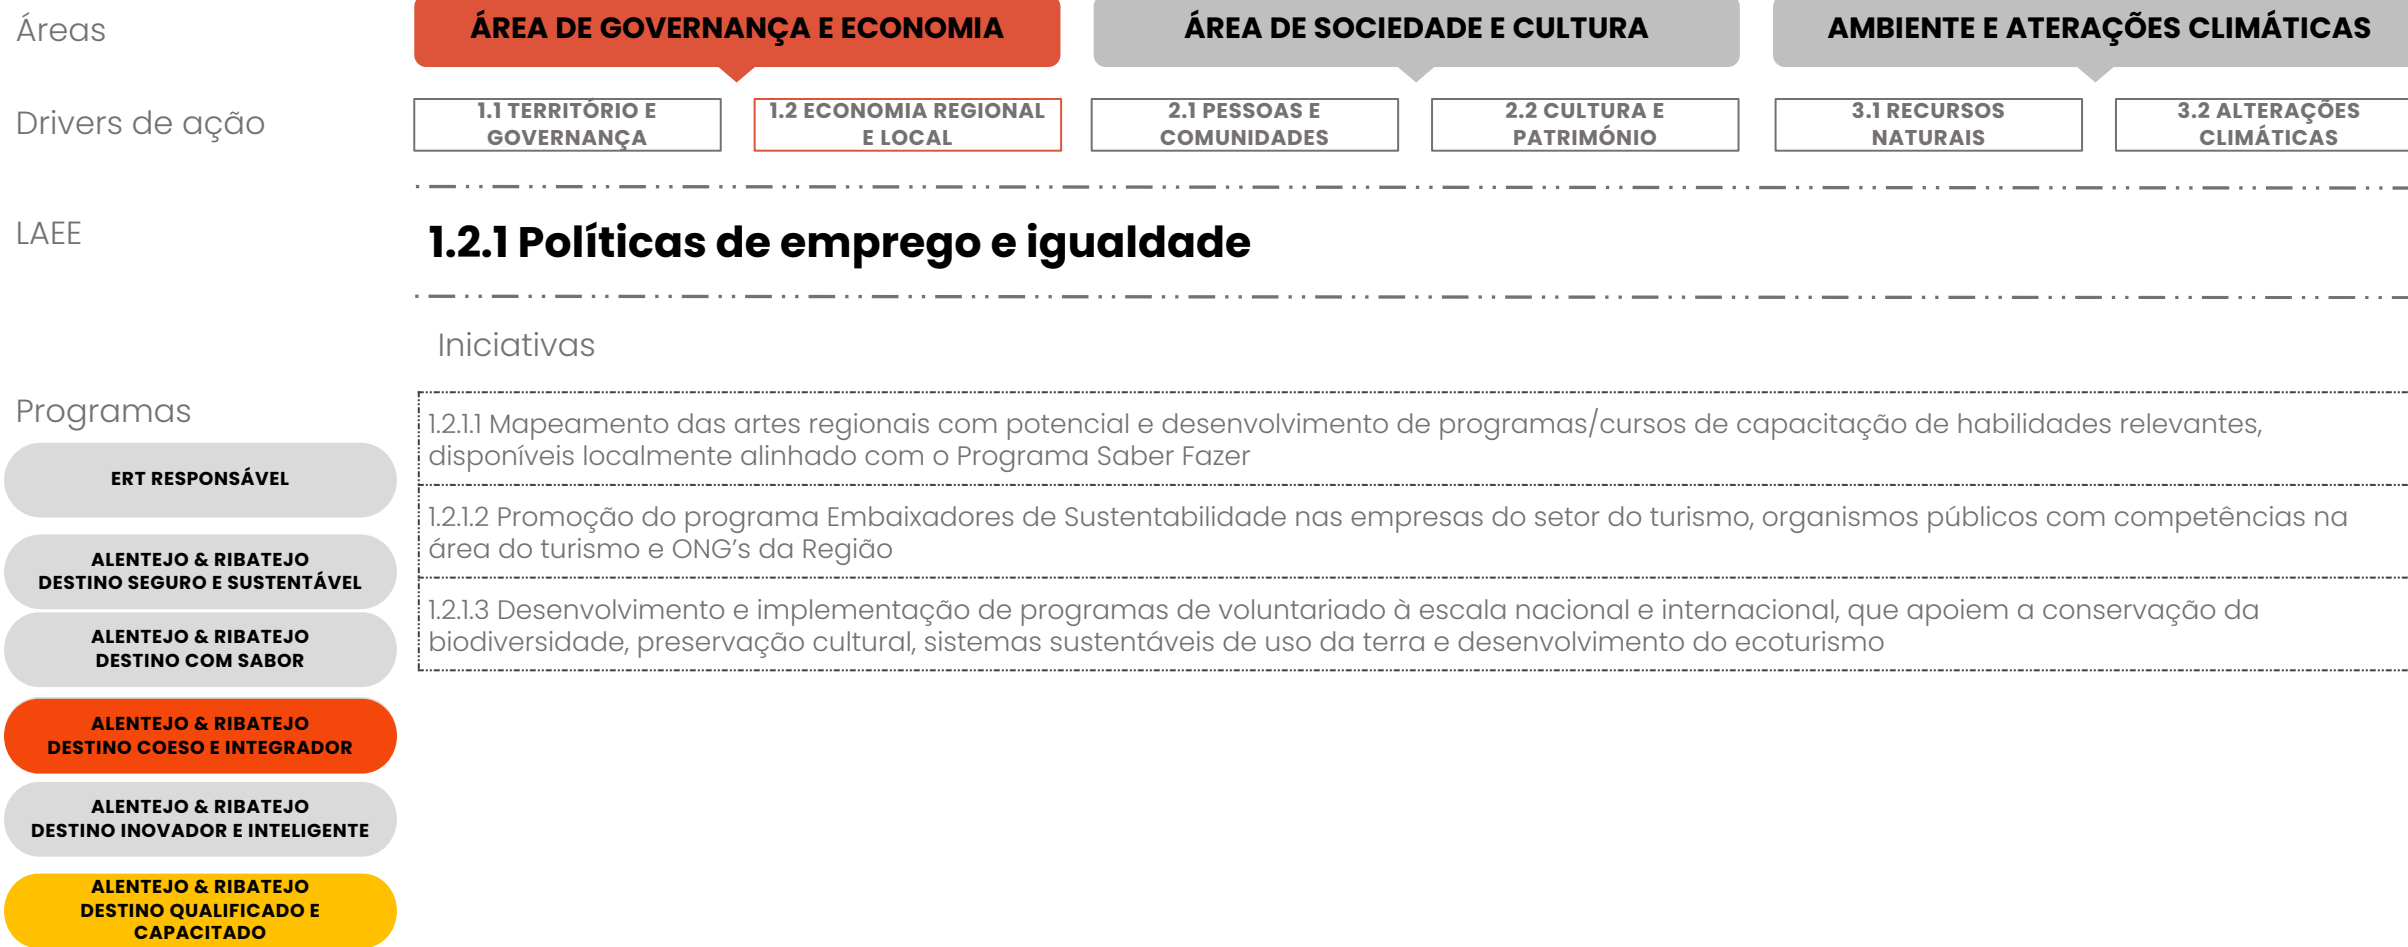 Áreas
ÁREA DE GOVERNANÇA E ECONOMIA
ÁREA DE SOCIEDADE E CULTURA
AMBIENTE E ATERAÇÕES CLIMÁTICAS
Drivers de ação
1.1 TERRITÓRIO E
GOVERNANÇA
1.2 ECONOMIA REGIONAL
E LOCAL
2.1 PESSOAS E
COMUNIDADES
2.2 CULTURA E
PATRIMÓNIO
3.1 RECURSOS
NATURAIS
3.2 ALTERAÇÕES
CLIMÁTICAS
LAEE
1.2.1 Políticas de emprego e igualdade
Iniciativas
1.2.1.1 Mapeamento das artes regionais com potencial e desenvolvimento de programas/cursos de capacitação de habilidades relevantes,
disponíveis localmente alinhado com o Programa Saber Fazer
1.2.1.2 Promoção do programa Embaixadores de Sustentabilidade nas empresas do setor do turismo, organismos públicos com competências na
área do turismo e ONG’s da Região
1.2.1.3 Desenvolvimento e implementação de programas de voluntariado à escala nacional e internacional, que apoiem a conservação da
biodiversidade, preservação cultural, sistemas sustentáveis de uso da terra e desenvolvimento do ecoturismo
Programas
ERT RESPONSÁVEL
ALENTEJO & RIBATEJO
DESTINO SEGURO E SUSTENTÁVEL
ALENTEJO & RIBATEJO
DESTINO COM SABOR
ALENTEJO & RIBATEJO
DESTINO COESO E INTEGRADOR
ALENTEJO & RIBATEJO
DESTINO INOVADOR E INTELIGENTE
ALENTEJO & RIBATEJO
DESTINO QUALIFICADO E
CAPACITADO